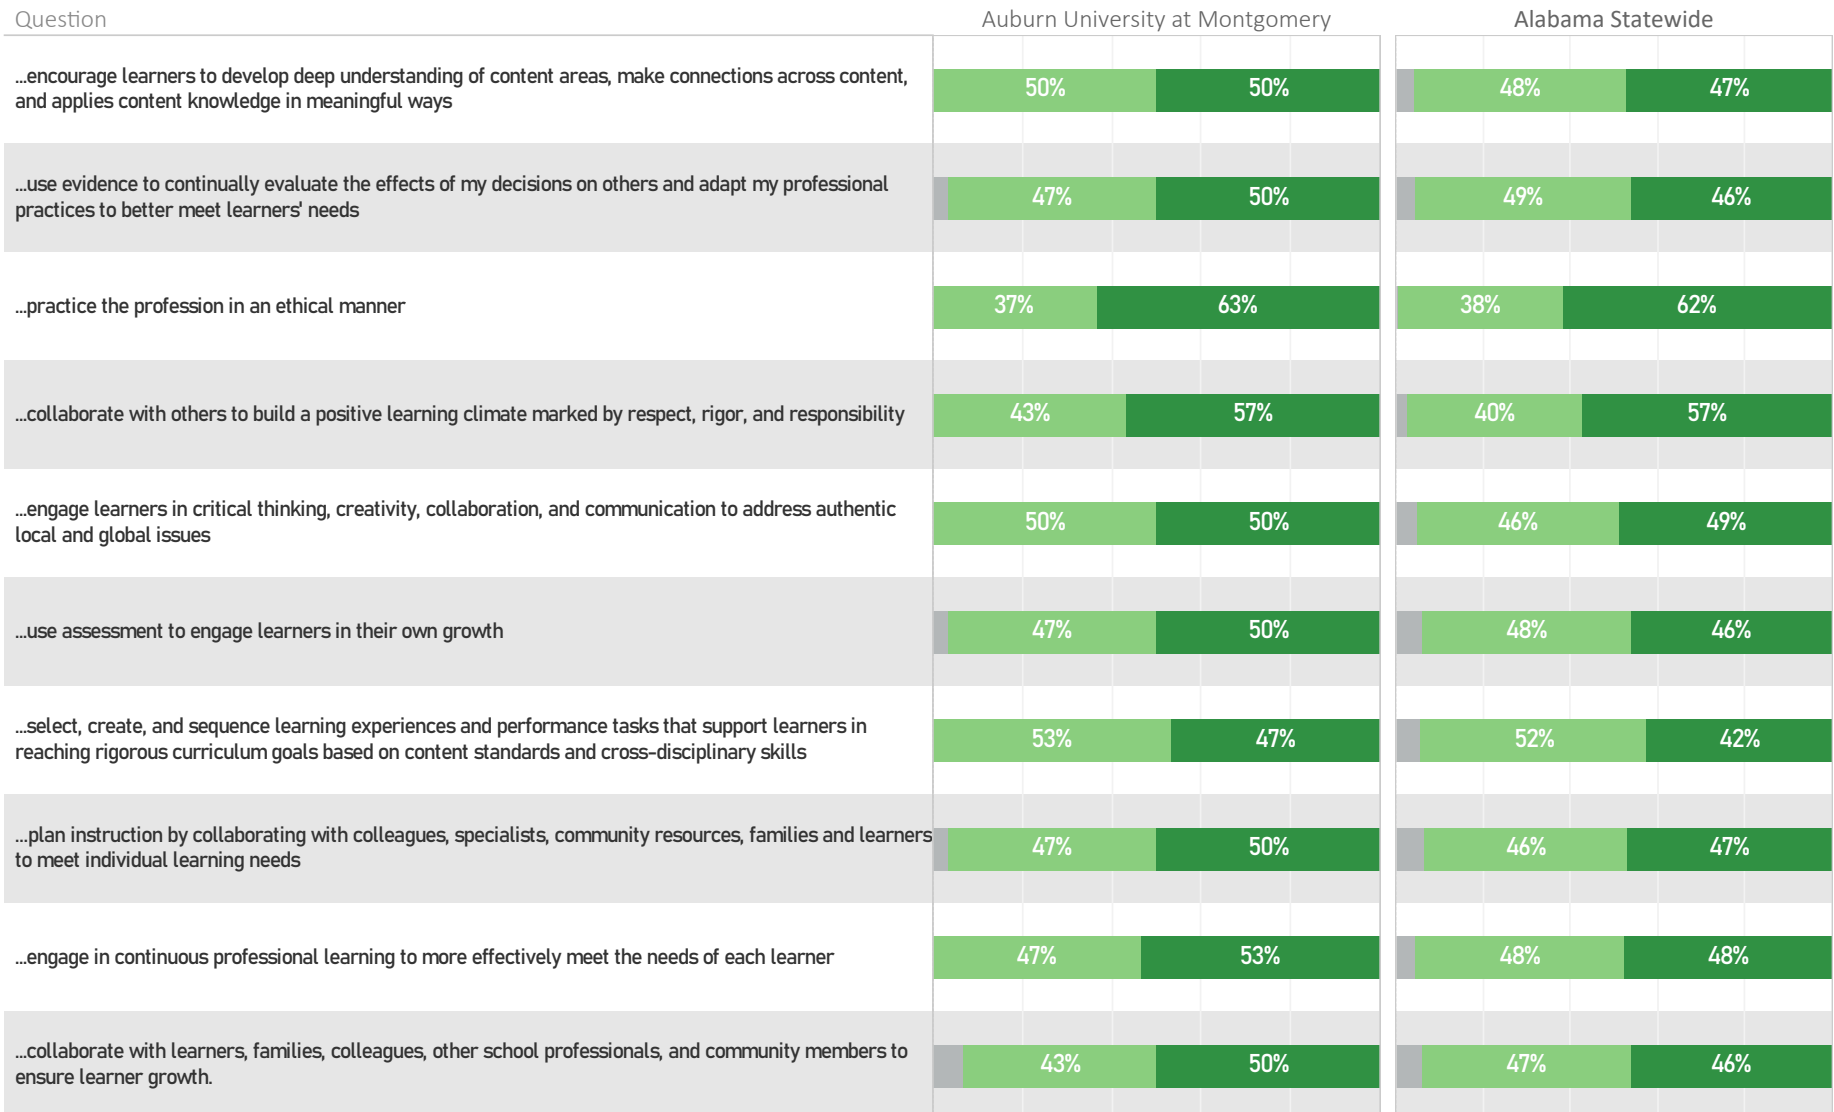 Question Auburn University at Montgomery Alabama Statewide
...encourage learners to develop deep understanding of content areas, make connections across content,
and applies content knowledge in meaningful ways
50% 50% 48% 47%
...use evidence to continually evaluate the effects of my decisions on others and adapt my professional
practices to better meet learners' needs
47% 50% 49% 46%
...practice the profession in an ethical manner
37% 63% 38% 62%
...collaborate with others to build a positive learning climate marked by respect, rigor, and responsibility
43% 57% 40% 57%
...engage learners in critical thinking, creativity, collaboration, and communication to address authentic
local and global issues
50% 50% 46% 49%
...use assessment to engage learners in their own growth
47% 50% 48% 46%
...select, create, and sequence learning experiences and performance tasks that support learners in
reaching rigorous curriculum goals based on content standards and cross-disciplinary skills
53% 47% 52% 42%
...plan instruction by collaborating with colleagues, specialists, community resources, families and learners
to meet individual learning needs
47% 50% 46% 47%
...engage in continuous professional learning to more effectively meet the needs of each learner
47% 53% 48% 48%
...collaborate with learners, families, colleagues, other school professionals, and community members to
ensure learner growth.
43% 50% 47% 46%